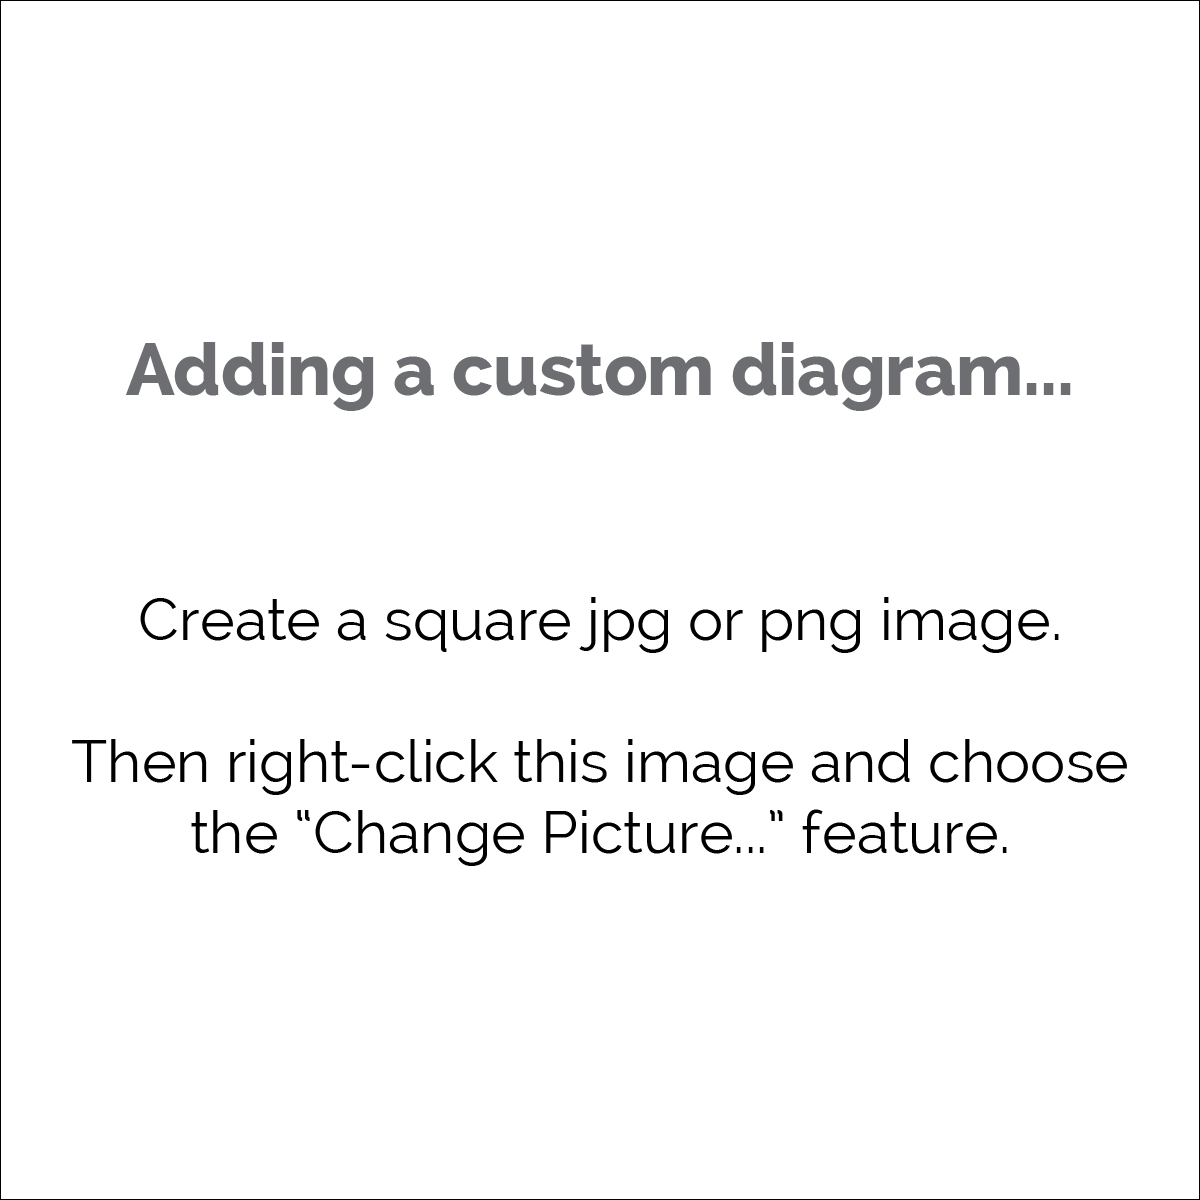 Adding a custom diagram...
Create a square jpg or png image.
Then right-click this image and choose
the “Change Picture...” feature.